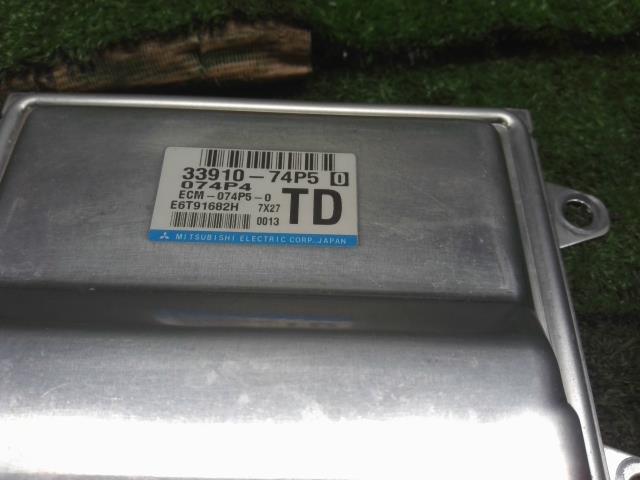 33910-74P5 0
074P4
ECM-074P5-0
E6T91682H 7X27 TD
0013
MITSUBISHI ELECTRIC CORP. JAPAN